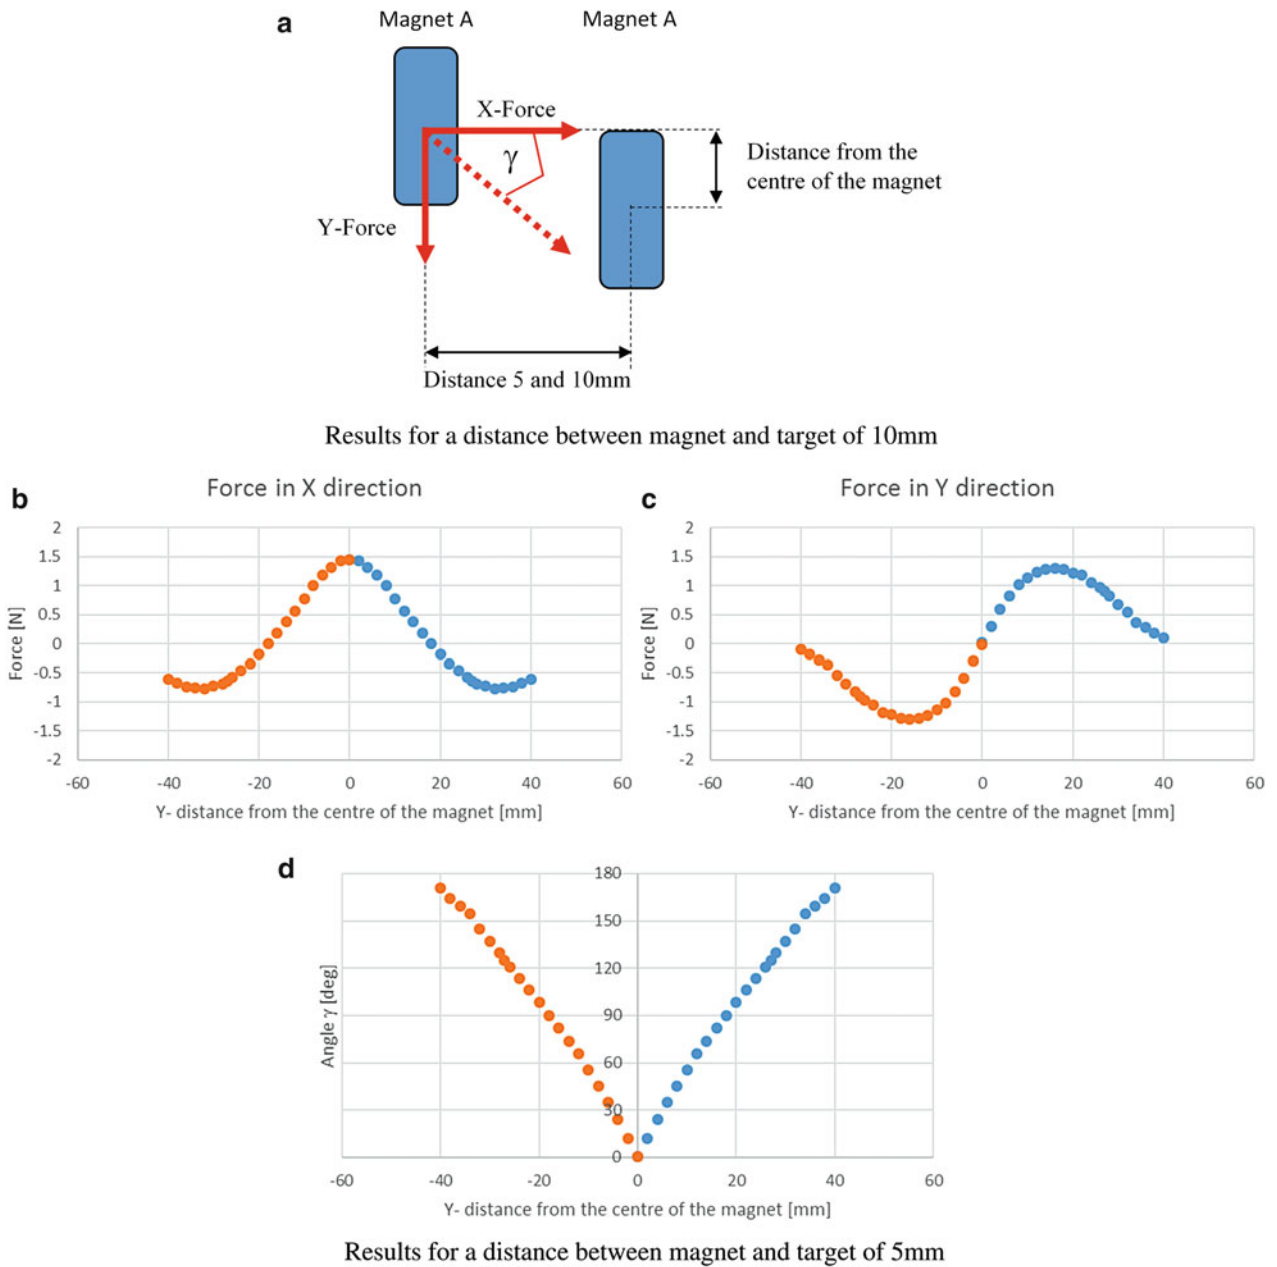 a
Magnet A
Magnet A
X-Force
γ
Y-Force
Distance from the
centre of the magnet
Distance 5 and 10mm
Results for a distance between magnet and target of 10mm
b
Force in X direction
2
1.5
1
0.5
0
-0.5
-1
-1.5
-2
Force [N]
-60
-40
-20
0
20
40
60
Y- distance from the centre of the magnet [mm]
c
Force in Y direction
2
1.5
1
0.5
0
-0.5
-1
-1.5
-2
Force [N]
-60
-40
-20
0
20
40
60
Y- distance from the centre of the magnet [mm]
d
180
150
120
90
60
30
0
Angle γ [deg]
-60
-40
-20
0
20
40
60
Y- distance from the centre of the magnet [mm]
Results for a distance between magnet and target of 5mm